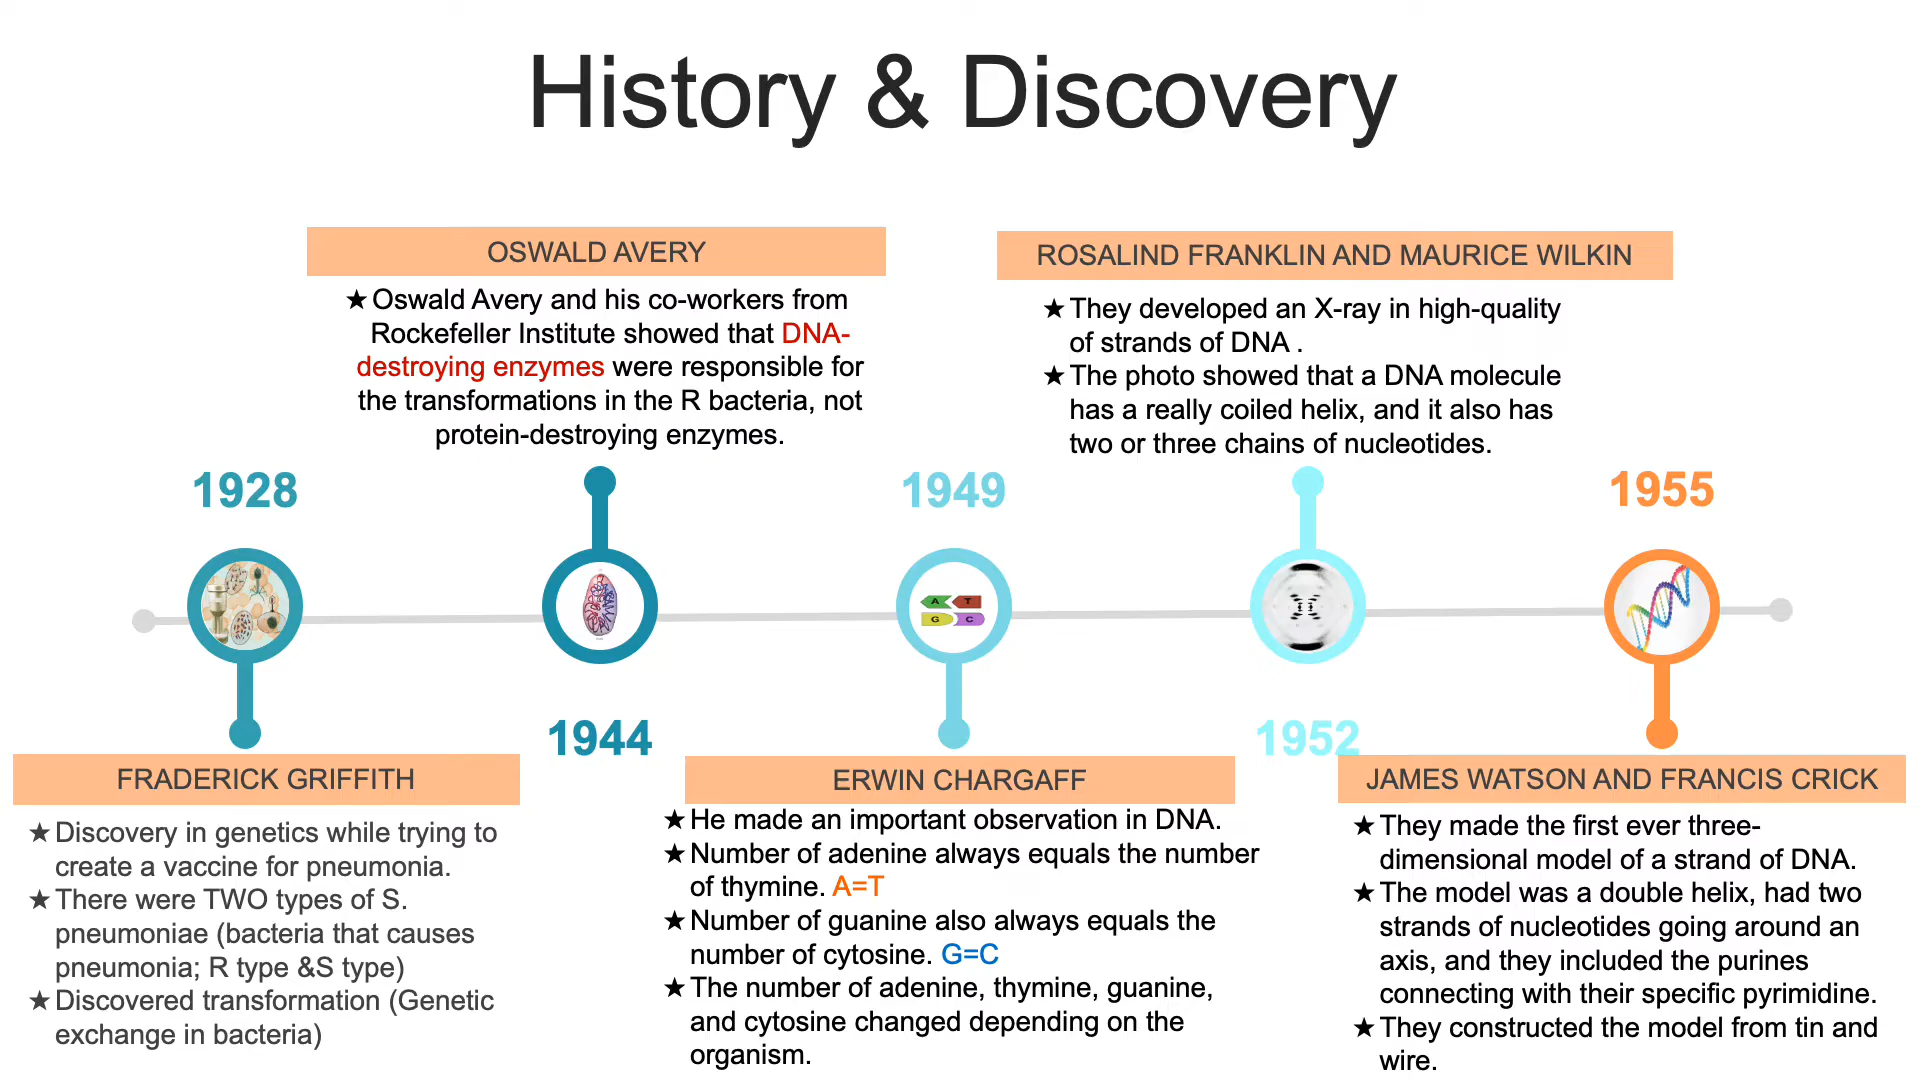 History & Discovery
OSWALD AVERY
★ Oswald Avery and his co-workers from
Rockefeller Institute showed that DNA-
destroying enzymes were responsible for
the transformations in the R bacteria, not
protein-destroying enzymes.
ROSALIND FRANKLIN AND MAURICE WILKIN
★ They developed an X-ray in high-quality
of strands of DNA .
★ The photo showed that a DNA molecule
has a really coiled helix, and it also has
two or three chains of nucleotides.
1928
1949
1955
A T
G C
1944
1952
FRADERICK GRIFFITH
★ Discovery in genetics while trying to
create a vaccine for pneumonia.
★ There were TWO types of S.
pneumoniae (bacteria that causes
pneumonia; R type &S type)
★ Discovered transformation (Genetic
exchange in bacteria)
ERWIN CHARGAFF
★ He made an important observation in DNA.
★ Number of adenine always equals the number
of thymine. A=T
★ Number of guanine also always equals the
number of cytosine. G=C
★ The number of adenine, thymine, guanine,
and cytosine changed depending on the
organism.
JAMES WATSON AND FRANCIS CRICK
★ They made the first ever three-
dimensional model of a strand of DNA.
★ The model was a double helix, had two
strands of nucleotides going around an
axis, and they included the purines
connecting with their specific pyrimidine.
★ They constructed the model from tin and
wire.